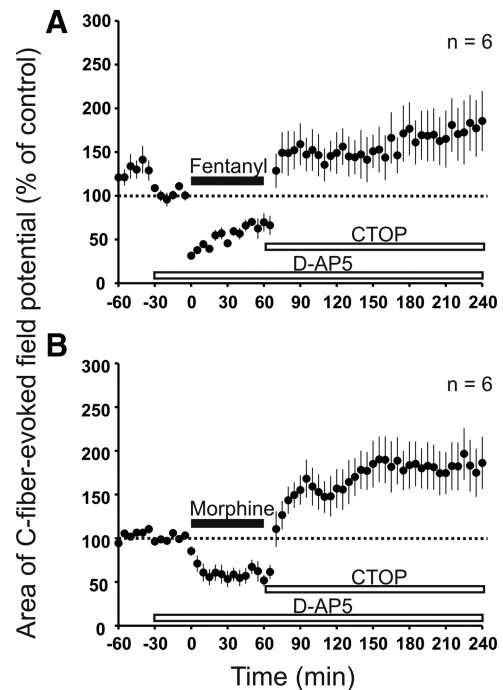 A
n = 6
300
250
200
150
100
50
0
Fentanyl
CTOP
D-AP5
-60 -30 0 30 60 90 120 150 180 210 240
B
n = 6
300
250
200
150
100
50
0
Morphine
CTOP
D-AP5
-60 -30 0 30 60 90 120 150 180 210 240
Area of C-fiber-evoked field potential (% of control)
Time (min)